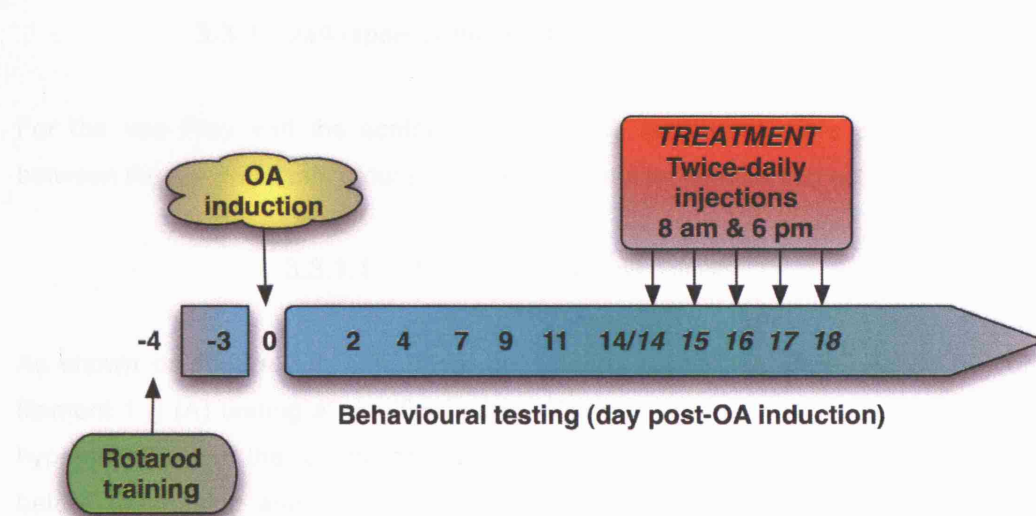 TREATMENT
Twice-daily
injections
8 am & 6 pm
OA
induction
-4 -3 0 2 4 7 9 11 14/14 15 16 17 18
Behavioural testing (day post-OA induction)
Rotarod
training